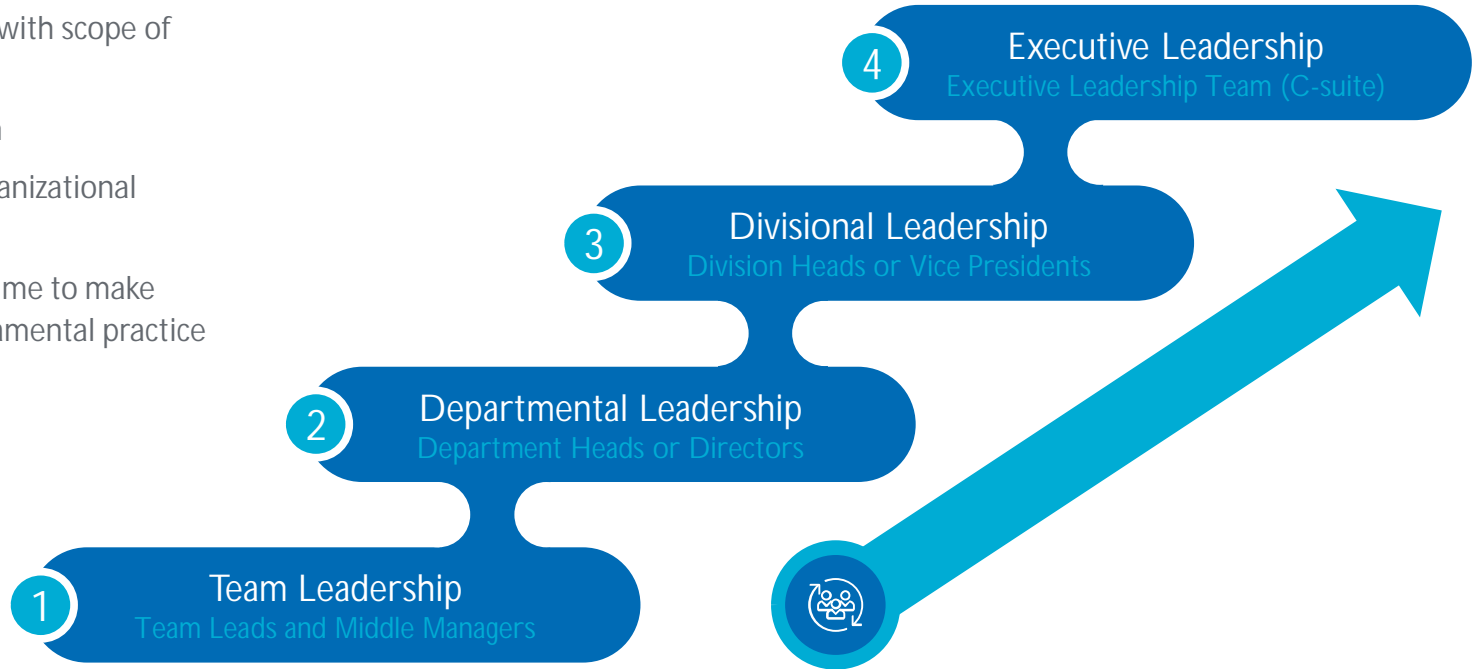 with scope of
anizational
me to make
nmental practice
4
Executive Leadership
Executive Leadership Team (C-suite)
3
Divisional Leadership
Division Heads or Vice Presidents
2
Departmental Leadership
Department Heads or Directors
1
Team Leadership
Team Leads and Middle Managers